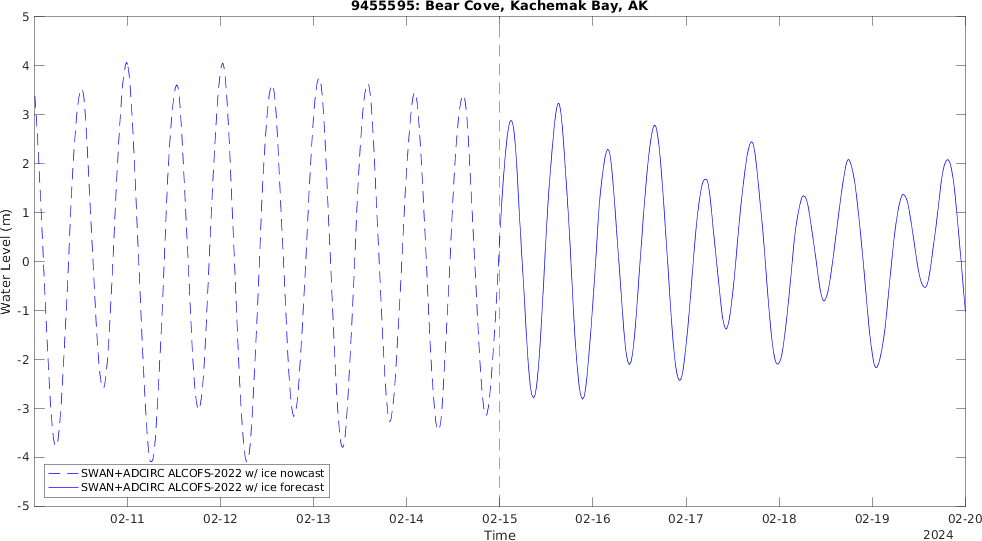 9455595: Bear Cove, Kachemak Bay, AK
Water Level (m)
5
4
3
2
1
0
-1
-2
-3
-4
-5
SWAN+ADCIRC ALCOFS-2022 w/ ice nowcast
SWAN+ADCIRC ALCOFS-2022 w/ ice forecast
02-11 02-12 02-13 02-14 02-15 02-16 02-17 02-18 02-19 02-20
Time
2024